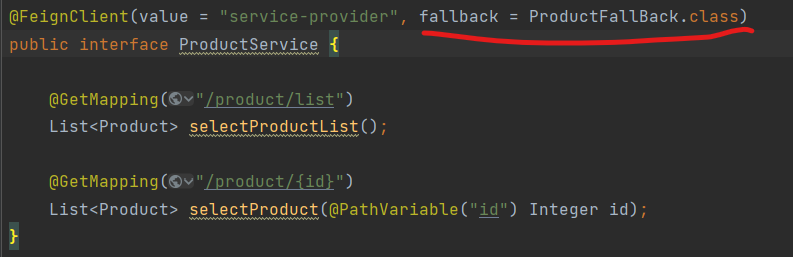 @FeignClient(value = "service-provider", fallback = ProductFallBack.class)
public interface ProductService {
@GetMapping("/product/list")
List<Product> selectProductList();
@GetMapping("/product/{id}")
List<Product> selectProduct(@PathVariable("id") Integer id);
}